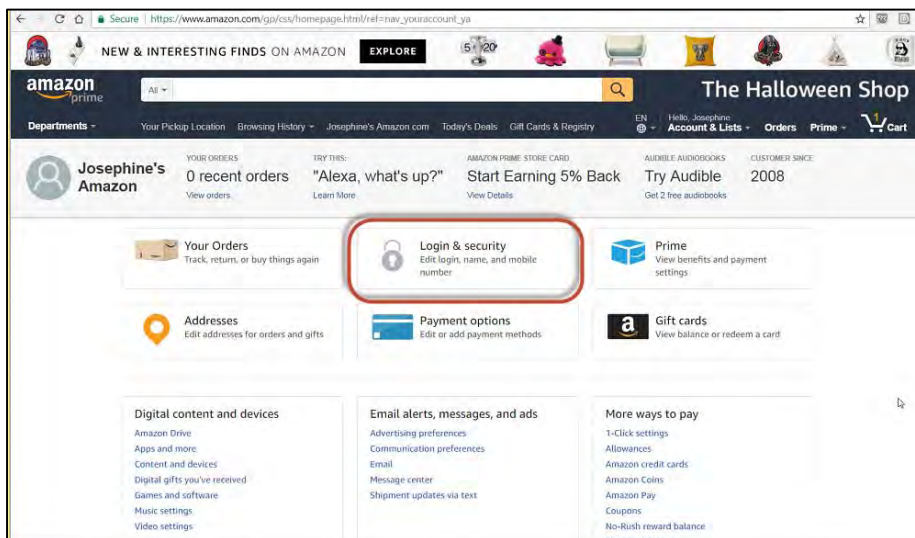 Secure | https://www.amazon.com/gp/css/homepage.html/ref=nav_youraccount_ya
NEW & INTERESTING FINDS ON AMAZON EXPLORE
amazon
prime
All
The Halloween Shop
Departments
Your Pickup Location Browsing History Josephine's Amazon.com Today's Deals Gift Cards & Registry
EN
Hello, Josephine
Account & Lists Orders Prime
1
Cart
Josephine's
Amazon
YOUR ORDERS
0 recent orders
View orders
TRY THIS:
"Alexa, what's up?"
Learn More
AMAZON PRIME STORE CARD
Start Earning 5% Back
View Details
AUDIBLE AUDIOBOOKS
Try Audible
Get 2 free audiobooks
CUSTOMER SINCE
2008
Your Orders
Track, return, or buy things again
Login & security
Edit login, name, and mobile
number
Prime
View benefits and payment
settings
Addresses
Edit addresses for orders and gifts
Payment options
Edit or add payment methods
a
Gift cards
View balance or redeem a card
Digital content and devices
Amazon Drive
Apps and more
Content and devices
Digital gifts you've received
Games and software
Music settings
Video settings
Email alerts, messages, and ads
Advertising preferences
Communication preferences
Email
Message center
Shipment updates via text
More ways to pay
1-Click settings
Allowances
Amazon credit cards
Amazon Coins
Amazon Pay
Coupons
No-Rush reward balance